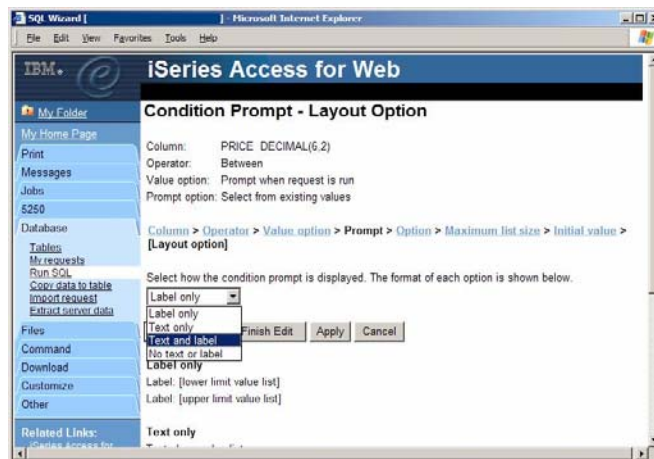 SQL Wizard [ ] - Microsoft Internet Explorer
File Edit View Favorites Tools Help
IBM.
iSeries Access for Web
My Folder
My Home Page
Print
Messages
Jobs
5250
Database
Tables
My requests
Run SQL
Copy data to table
Import request
Extract server data
Files
Command
Download
Customize
Other
Related Links:
iSeries Access for
Condition Prompt - Layout Option
Column: PRICE DECIMAL(6,2)
Operator: Between
Value option: Prompt when request is run
Prompt option: Select from existing values
Column > Operator > Value option > Prompt > Option > Maximum list size > Initial value >
[Layout option]
Select how the condition prompt is displayed. The format of each option is shown below.
Label only
Label only
Text only
Text and label
No text or label
Finish Edit Apply Cancel
Label only
Label: [lower limit value list]
Label: [upper limit value list]
Text only